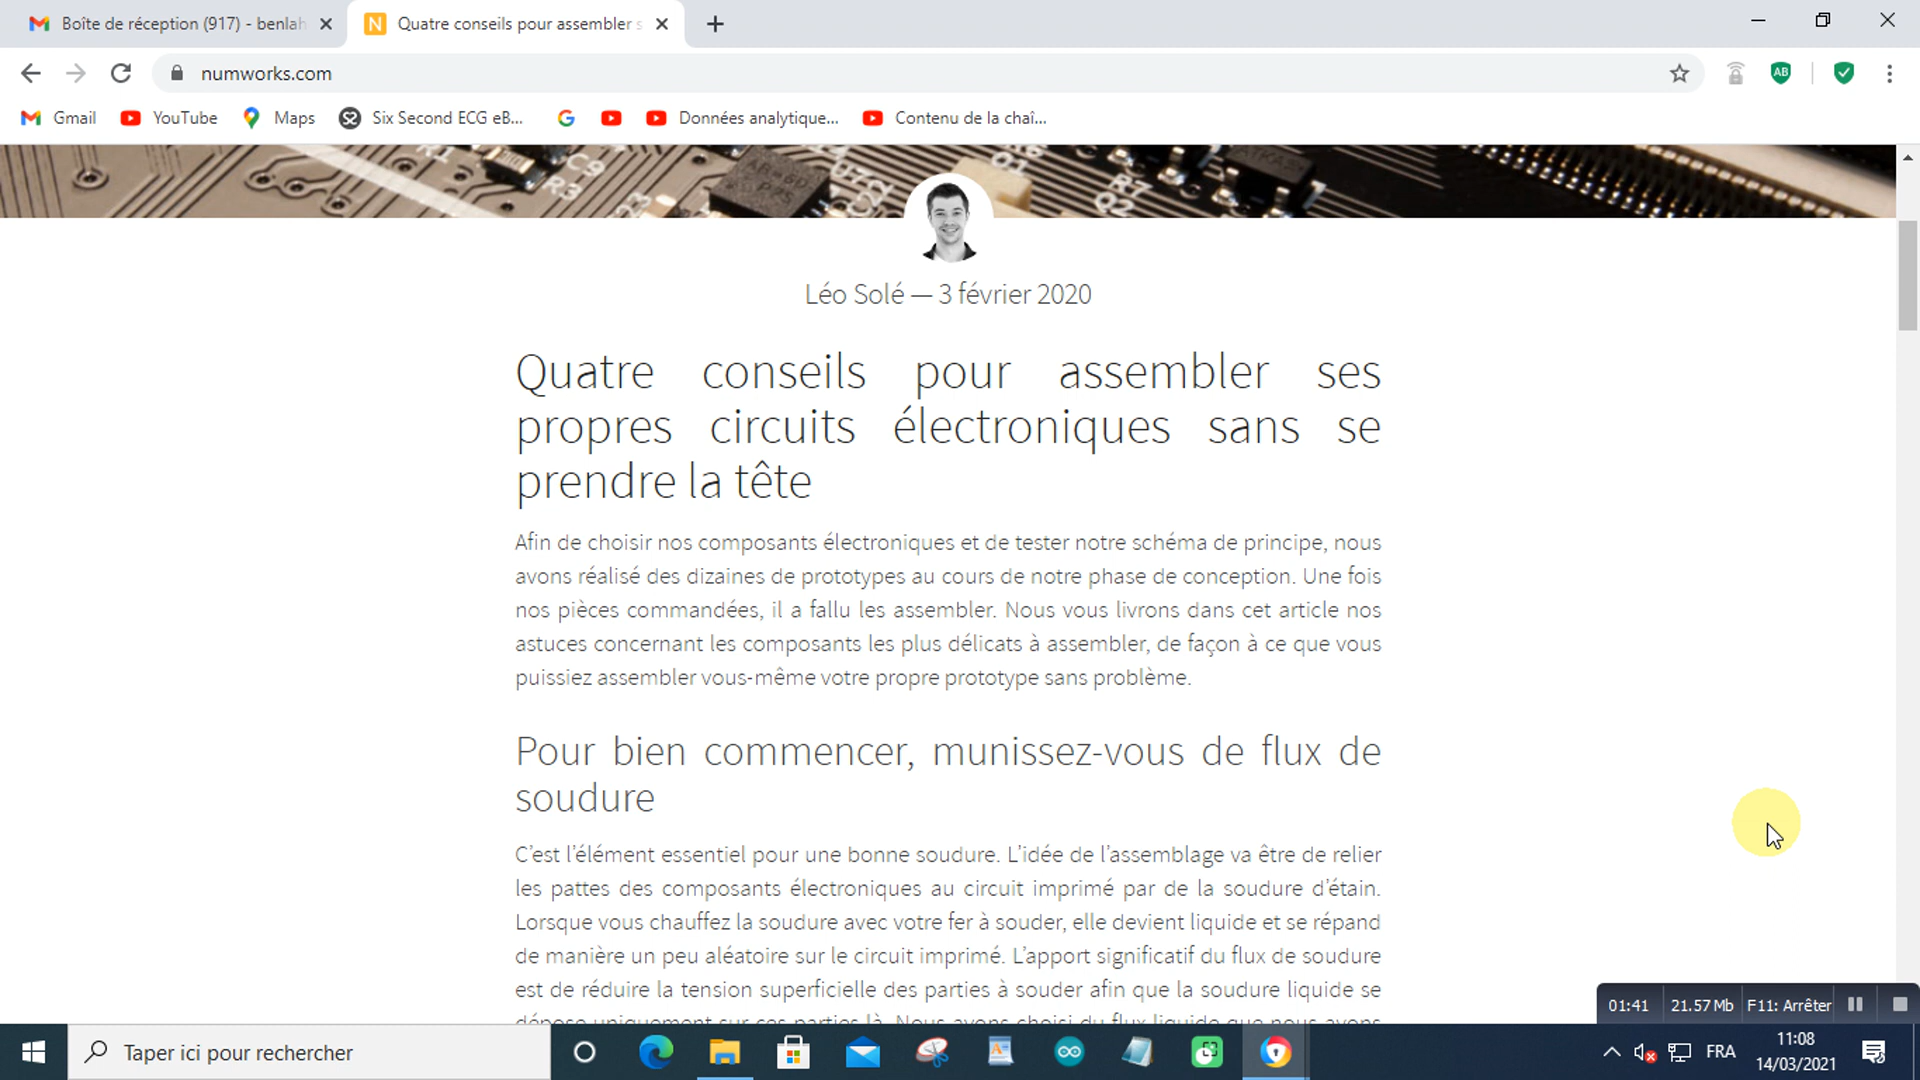 Boîte de réception (917) - benlah
Quatre conseils pour assembler s
numworks.com
AB
Gmail
YouTube
Maps
Six Second ECG eB...
Données analytique...
Contenu de la chaî...
R1
C9
R3
R7
Q2
Q1
Léo Solé — 3 février 2020
Quatre conseils pour assembler ses
propres circuits électroniques sans se
prendre la tête
Afin de choisir nos composants électroniques et de tester notre schéma de principe, nous
avons réalisé des dizaines de prototypes au cours de notre phase de conception. Une fois
nos pièces commandées, il a fallu les assembler. Nous vous livrons dans cet article nos
astuces concernant les composants les plus délicats à assembler, de façon à ce que vous
puissiez assembler vous-même votre propre prototype sans problème.
Pour bien commencer, munissez-vous de flux de
soudure
C’est l’élément essentiel pour une bonne soudure. L’idée de l’assemblage va être de relier
les pattes des composants électroniques au circuit imprimé par de la soudure d’étain.
Lorsque vous chauffez la soudure avec votre fer à souder, elle devient liquide et se répand
de manière un peu aléatoire sur le circuit imprimé. L’apport significatif du flux de soudure
est de réduire la tension superficielle des parties à souder afin que la soudure liquide se
dépose uniquement sur ces parties là. Nous avons choisi du flux liquide que nous avons
01:41
21.57 Mb
F11: Arrêter
Taper ici pour rechercher
FRA
11:08
14/03/2021